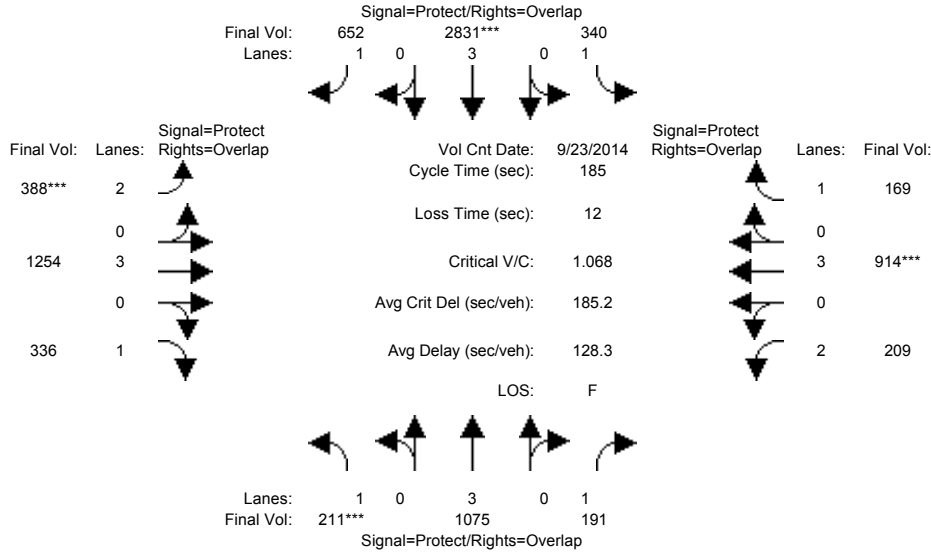 Signal=Protect/Rights=Overlap
Final Vol: 652 2831*** 340
Lanes: 1 0 3 0 1
Signal=Protect
Final Vol: Lanes: Rights=Overlap
Vol Cnt Date: 9/23/2014
Signal=Protect
Rights=Overlap Lanes: Final Vol:
Cycle Time (sec): 185
388*** 2
1 169
Loss Time (sec): 12
0
0
1254 3
Critical V/C: 1.068
3 914***
0
Avg Crit Del (sec/veh): 185.2
0
336 1
Avg Delay (sec/veh): 128.3
2 209
LOS: F
Lanes: 1 0 3 0 1
Final Vol: 211*** 1075 191
Signal=Protect/Rights=Overlap